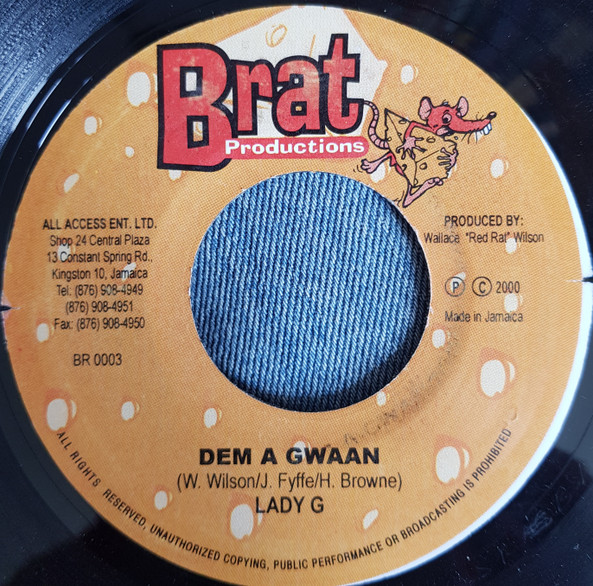 Brat
Productions
ALL ACCESS ENT. LTD.
Shop 24 Central Plaza
13 Constant Spring Rd.,
Kingston 10, Jamaica
Tel: (876) 908-4949
(876) 908-4951
Fax: (876) 908-4950
BR 0003
PRODUCED BY:
Wallace "Red Rat" Wilson
Ⓟ © 2000
Made in Jamaica
DEM A GWAAN
(W. Wilson/J. Fyffe/H. Browne)
LADY G
ALL RIGHTS RESERVED, UNAUTHORIZED COPYING, PUBLIC PERFORMANCE OR BROADCASTING IS PROHIBITED